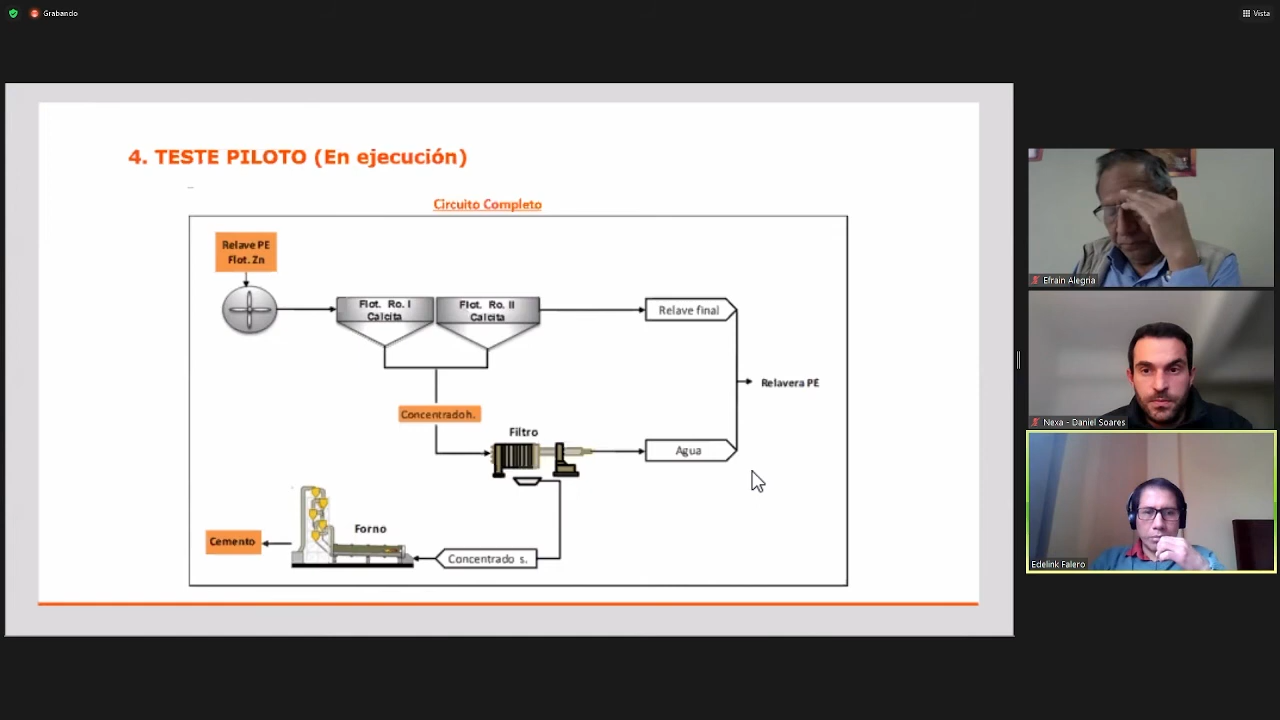 Grabando
Vista
4. TESTE PILOTO (En ejecución)
Circuito Completo
Relave PE
Flot. Zn
Flot. Ro. I
Calcita
Flot. Ro. II
Calcita
Relave final
Relavera PE
Concentrado h.
Filtro
Agua
Forno
Cemento
Concentrado s.
Efrain Alegria
Nexa - Daniel Soares
Edelink Falero